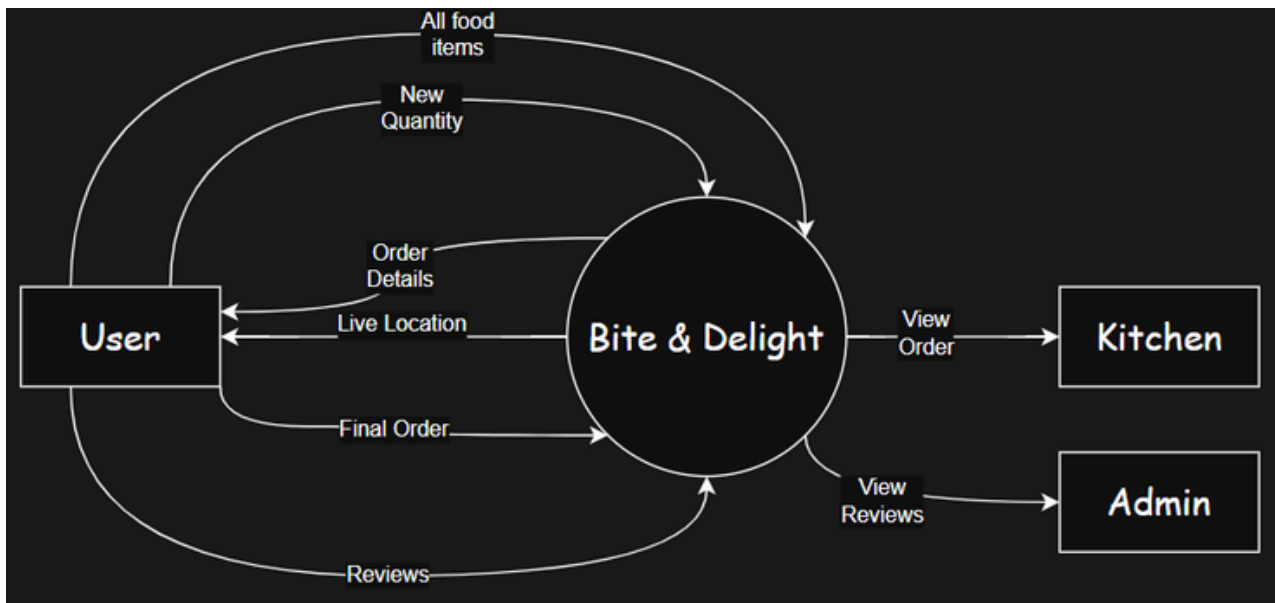 All food
items
New
Quantity
Order
Details
User
Live Location
Bite & Delight
View
Order
Kitchen
Final Order
View
Reviews
Admin
Reviews